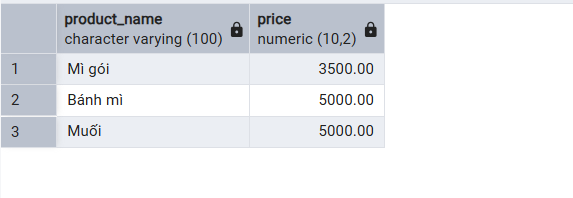 product_name price
character varying (100) numeric (10,2)
1 Mì gói 3500.00
2 Bánh mì 5000.00
3 Muối 5000.00